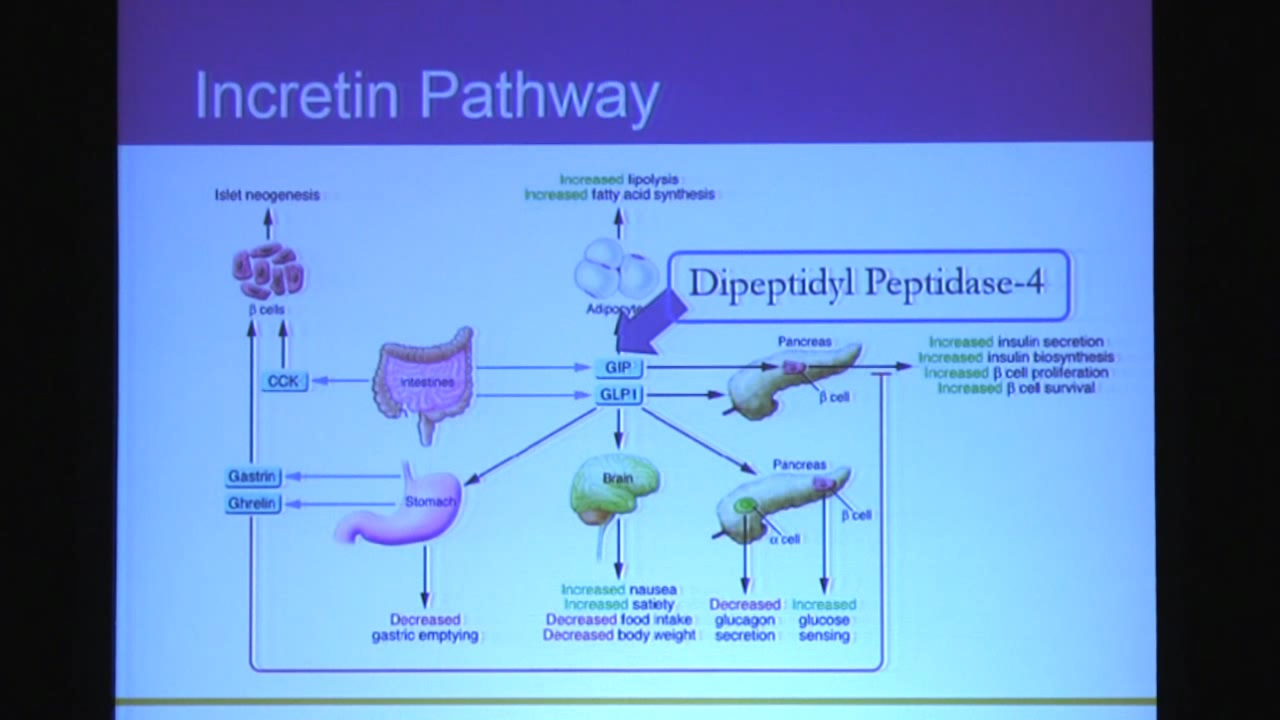 Incretin Pathway
Islet neogenesis
Increased lipolysis
Increased fatty acid synthesis
β cells
Adipocyte
Dipeptidyl Peptidase-4
CCK
Intestines
GIP
GLP1
Pancreas
β cell
Increased insulin secretion
Increased insulin biosynthesis
Increased β cell proliferation
Increased β cell survival
Gastrin
Ghrelin
Stomach
Brain
Pancreas
β cell
α cell
Decreased
gastric emptying
Increased nausea
Increased satiety
Decreased food intake
Decreased body weight
Decreased
glucagon
secretion
Increased
glucose
sensing